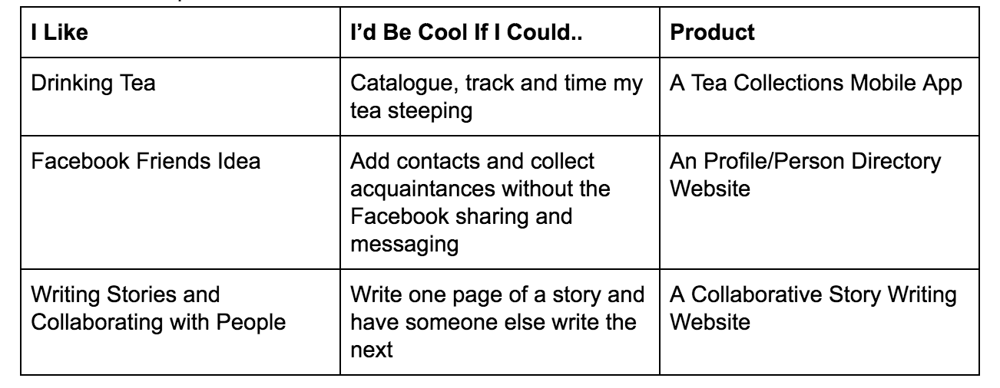 I Like
I’d Be Cool If I Could..
Product
Drinking Tea
Catalogue, track and time my
tea steeping
A Tea Collections Mobile App
Facebook Friends Idea
Add contacts and collect
acquaintances without the
Facebook sharing and
messaging
An Profile/Person Directory
Website
Writing Stories and
Collaborating with People
Write one page of a story and
have someone else write the
next
A Collaborative Story Writing
Website